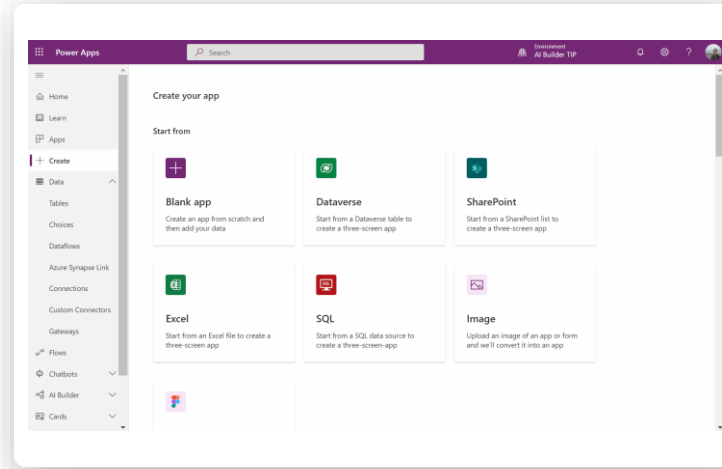 Power Apps
Search
Environment
AI Builder TIP
?
Home
Learn
Apps
Create
Data
Tables
Choices
Dataflows
Azure Synapse Link
Connections
Custom Connectors
Gateways
Flows
Chatbots
AI Builder
Cards
Create your app
Start from
Blank app
Create an app from scratch and
then add your data
Dataverse
Start from a Dataverse table to
create a three-screen app
SharePoint
Start from a SharePoint list to
create a three-screen app
Excel
Start from an Excel file to create a
three-screen app
SQL
Start from a SQL data source to
create a three-screen-app
Image
Upload an image of an app or form
and we'll convert it into an app